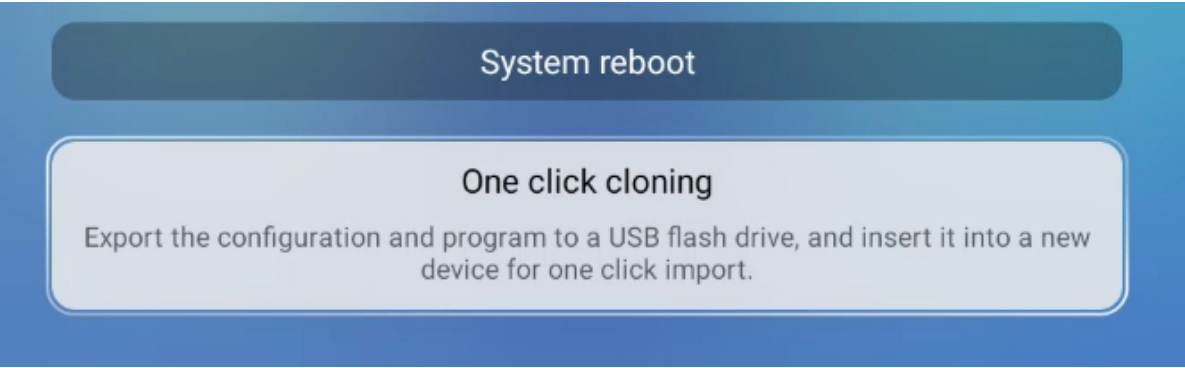 System reboot
One click cloning
Export the configuration and program to a USB flash drive, and insert it into a new
device for one click import.